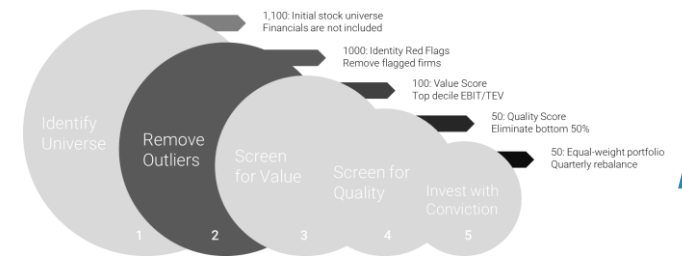 1,100: Initial stock universe
Financials are not included
1000: Identity Red Flags
Remove flagged firms
100: Value Score
Top decile EBIT/TEV
50: Quality Score
Eliminate bottom 50%
50: Equal-weight portfolio
Quarterly rebalance
Identify
Universe
1
Remove
Outliers
2
Screen
for Value
3
Screen for
Quality
4
Invest with
Conviction
5